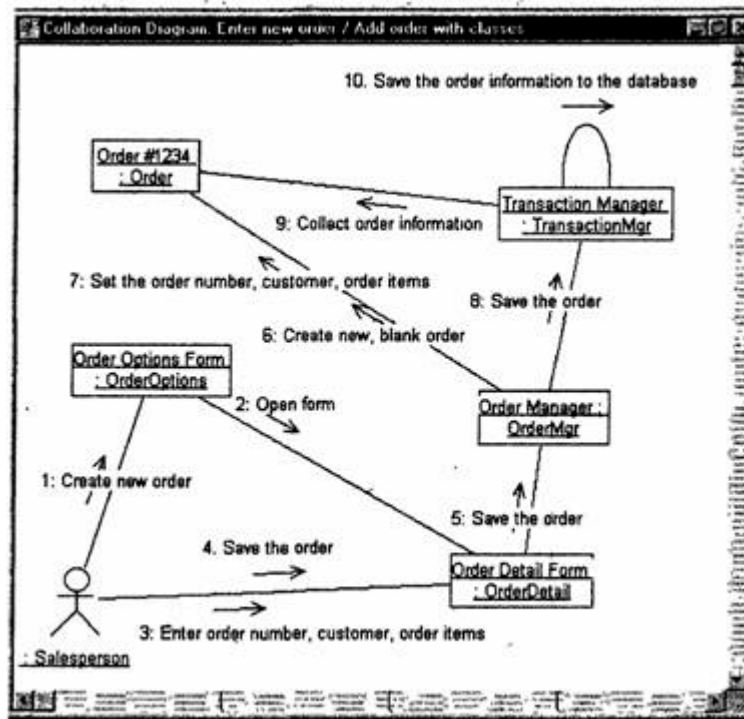 Collaboration Diagram: Enter new order / Add order with classes
10. Save the order information to the database
Order #1234
: Order
Transaction Manager
: TransactionMgr
9: Collect order information
7: Set the order number, customer, order items
8: Save the order
6: Create new, blank order
Order Options Form
: OrderOptions
2: Open form
Order Manager :
OrderMgr
1: Create new order
5: Save the order
4. Save the order
Order Detail Form
: OrderDetail
3: Enter order number, customer, order items
: Salesperson